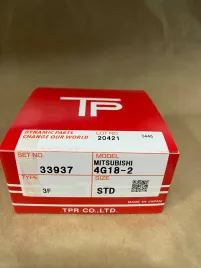 TP
DYNAMIC PARTS
CHANGE OUR WORLD
LOT NO
20421
SET NO.
33937
MODEL
MITSUBISHI
4G18-2
TYPE
3F
SIZE
STD
MADE IN JAPAN
TPR CO.,LTD.